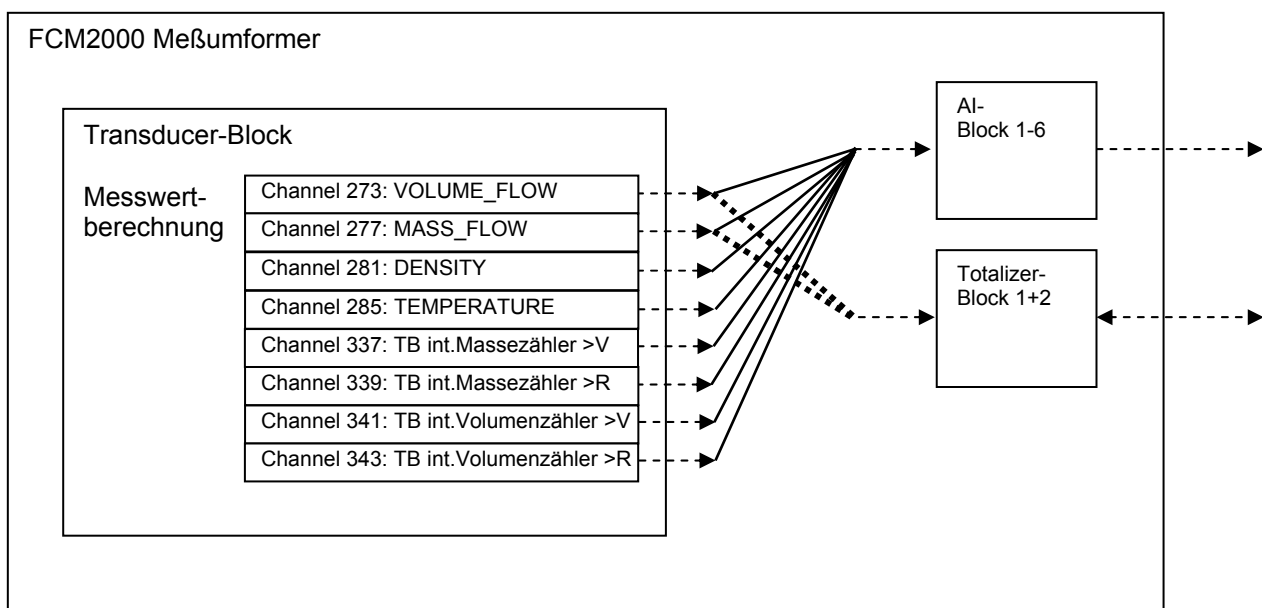 FCM2000 Meßumformer
Transducer-Block
Messwert-
berechnung
Channel 273: VOLUME_FLOW
Channel 277: MASS_FLOW
Channel 281: DENSITY
Channel 285: TEMPERATURE
Channel 337: TB int.Massezähler >V
Channel 339: TB int.Massezähler >R
Channel 341: TB int.Volumenzähler >V
Channel 343: TB int.Volumenzähler >R
AI-
Block 1-6
Totalizer-
Block 1+2